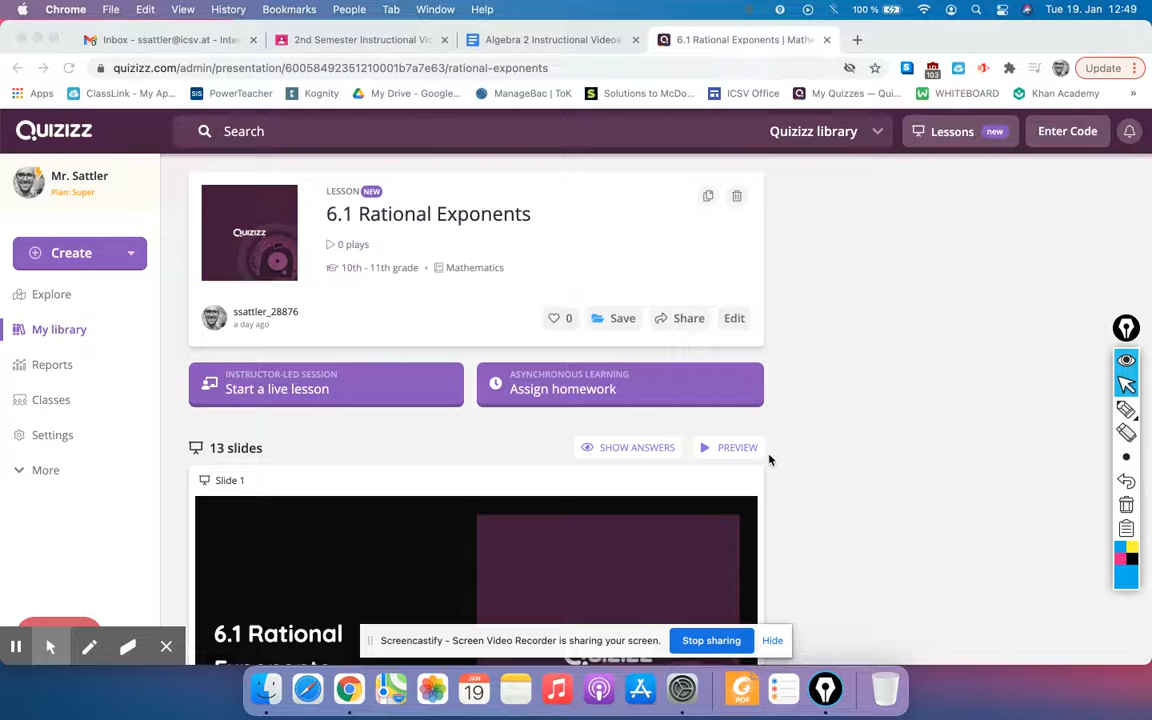 Chrome File Edit View History Bookmarks People Tab Window Help 100 % Tue 19. Jan 12:49
Inbox - ssattler@icsv.at - Inte 2nd Semester Instructional Vi Algebra 2 Instructional Videos 6.1 Rational Exponents | Mathe
quizizz.com/admin/presentation/60058492351210001b7a7e63/rational-exponents 103 Update
Apps ClassLink - My Ap... SIS PowerTeacher Kognity My Drive - Google... ManageBac | ToK Solutions to McDo... ICSV Office My Quizzes — Qui... WHITEBOARD Khan Academy »
Quizizz Search Quizizz library Lessons new Enter Code
Mr. Sattler
Plan: Super
Create
Explore
My library
Reports
Classes
Settings
More
Quizizz
LESSON NEW
6.1 Rational Exponents
0 plays
10th - 11th grade • Mathematics
ssattler_28876
a day ago
0 Save Share Edit
INSTRUCTOR-LED SESSION
Start a live lesson
ASYNCHRONOUS LEARNING
Assign homework
13 slides SHOW ANSWERS PREVIEW
Slide 1
6.1 Rational
Exponents
Screencastify - Screen Video Recorder is sharing your screen. Stop sharing Hide
JAN
19
PDF